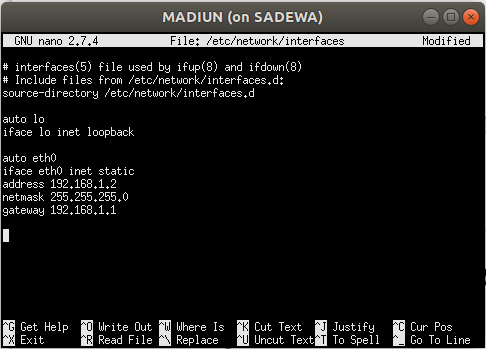 MADIUN (on SADEWA)
GNU nano 2.7.4 File: /etc/network/interfaces Modified
# interfaces(5) file used by ifup(8) and ifdown(8)
# Include files from /etc/network/interfaces.d:
source-directory /etc/network/interfaces.d
auto lo
iface lo inet loopback
auto eth0
iface eth0 inet static
address 192.168.1.2
netmask 255.255.255.0
gateway 192.168.1.1
^G Get Help ^O Write Out ^W Where Is ^K Cut Text ^J Justify ^C Cur Pos
^X Exit ^R Read File ^\ Replace ^U Uncut Text ^T To Spell ^_ Go To Line